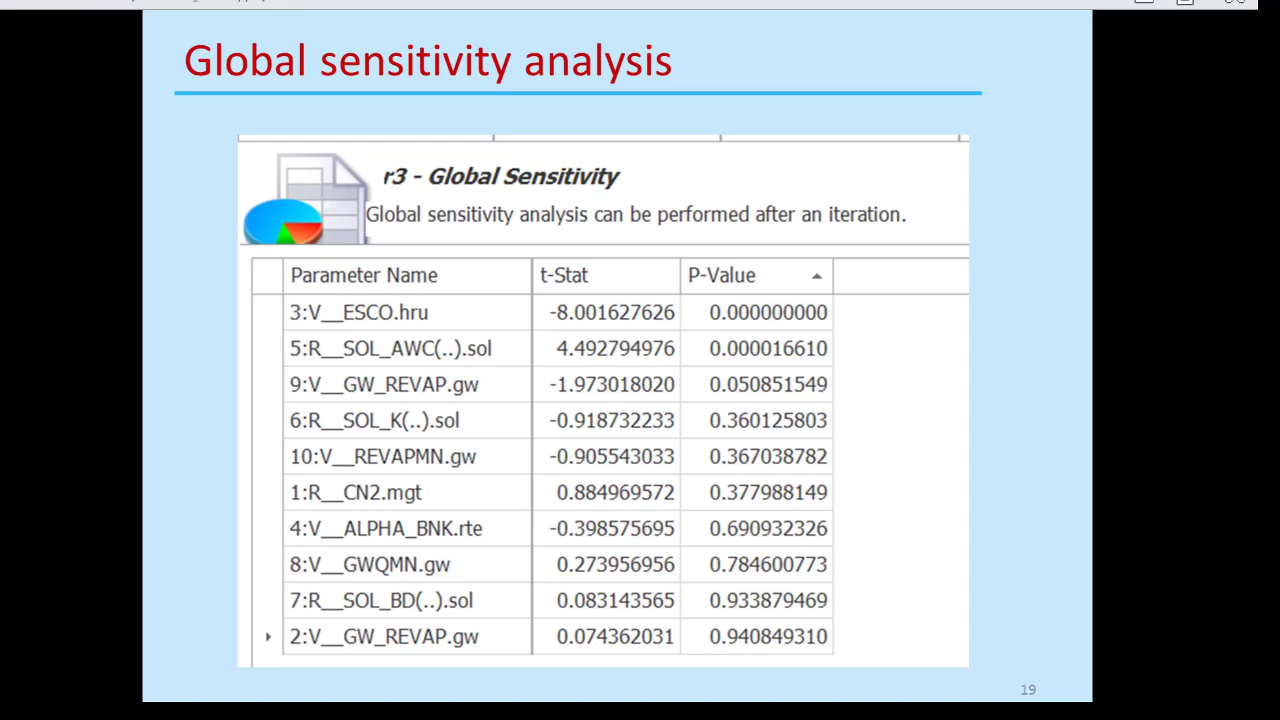 Global sensitivity analysis
r3 - Global Sensitivity
Global sensitivity analysis can be performed after an iteration.
Parameter Name t-Stat P-Value
3:V__ESCO.hru -8.001627626 0.000000000
5:R__SOL_AWC(..).sol 4.492794976 0.000016610
9:V__GW_REVAP.gw -1.973018020 0.050851549
6:R__SOL_K(..).sol -0.918732233 0.360125803
10:V__REVAPMN.gw -0.905543033 0.367038782
1:R__CN2.mgt 0.884969572 0.377988149
4:V__ALPHA_BNK.rte -0.398575695 0.690932326
8:V__GWQMN.gw 0.273956956 0.784600773
7:R__SOL_BD(..).sol 0.083143565 0.933879469
2:V__GW_REVAP.gw 0.074362031 0.940849310
19